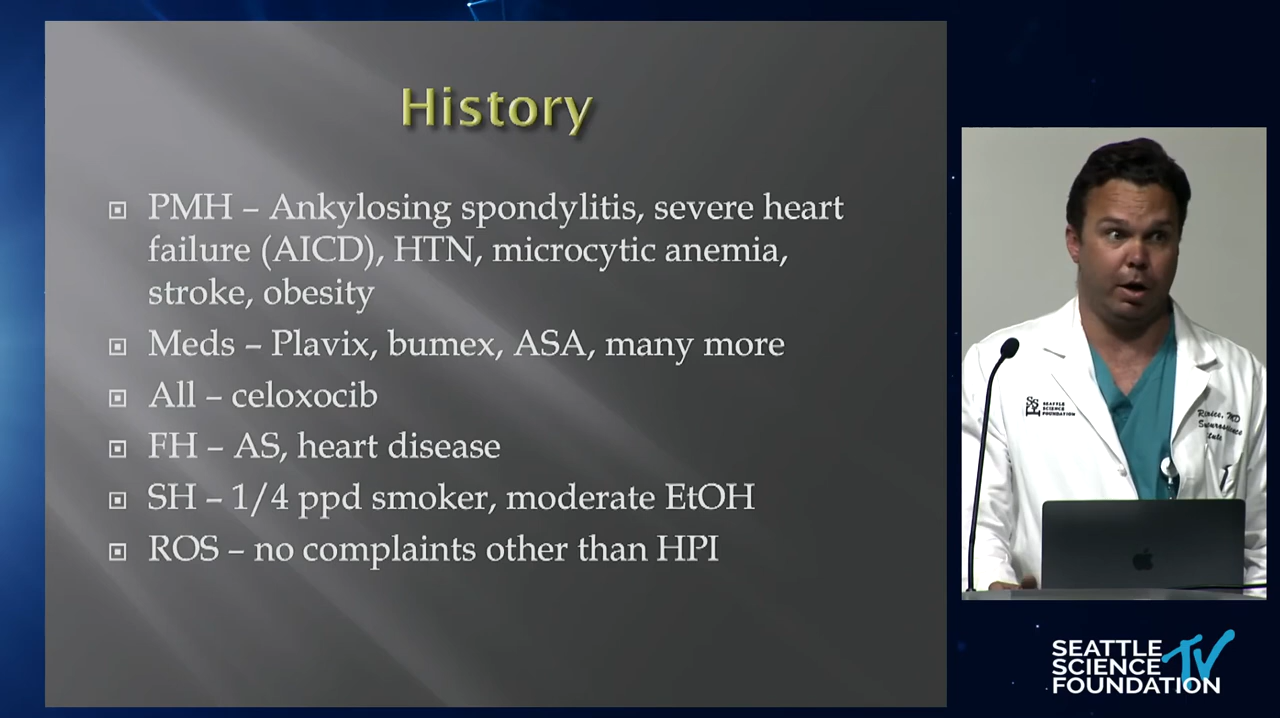 History
PMH – Ankylosing spondylitis, severe heart
failure (AICD), HTN, microcytic anemia,
stroke, obesity
Meds – Plavix, bumex, ASA, many more
All – celoxocib
FH – AS, heart disease
SH – 1/4 ppd smoker, moderate EtOH
ROS – no complaints other than HPI
SEATTLE
SCIENCE
FOUNDATION
MD
SEATTLE
SCIENCE
FOUNDATION
TV